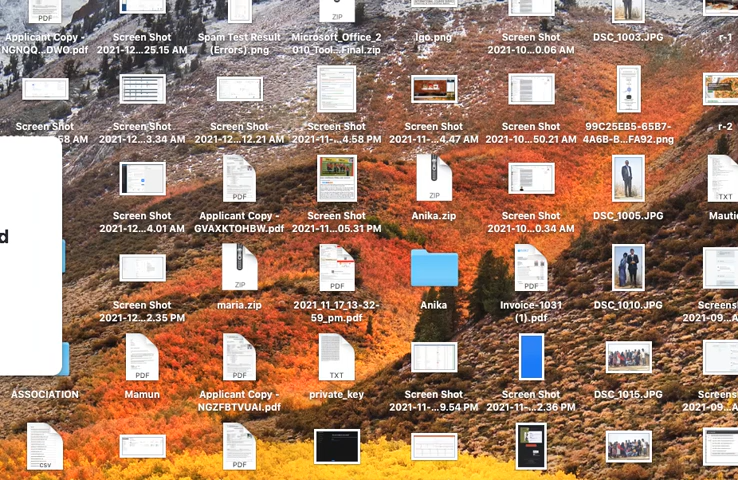 PDF
ZIP
Applicant Copy -
NGNQQ...DWO.pdf
Screen Shot
2021-12...25.15 AM
Spam Test Result
(Errors).png
Microsoft_Office_2
010_Tool...Final.zip
lgo.png
Screen Shot
2021-10...0.06 AM
DSC_1003.JPG
r-1
Screen Shot
58 AM
Screen Shot
2021-12...3.34 AM
Screen Shot
2021-12...12.21 AM
Screen Shot
2021-11-...4.58 PM
Screen Shot
2021-11-...4.47 AM
Screen Shot
2021-10...50.21 AM
99C25EB5-65B7-
4A6B-B...FA92.png
r-2
d
PDF
ZIP
TXT
Screen Shot
2021-12...4.01 AM
Applicant Copy -
GVAXKTOHBW.pdf
Screen Shot
2021-11...05.31 PM
Anika.zip
Screen Shot
2021-10...0.34 AM
DSC_1005.JPG
Mauti
ZIP
PDF
PDF
Screen Shot
2021-12...2.35 PM
maria.zip
2021_11_17_13-32-
59_pm.pdf
Anika
Invoice-1031
(1).pdf
DSC_1010.JPG
Screens
2021-09...A
PDF
PDF
TXT
ASSOCIATION
Mamun
Applicant Copy -
NGZFBTVUAI.pdf
private_key
Screen Shot
2021-11-...9.54 PM
Screen Shot
2021-11-...2.36 PM
DSC_1015.JPG
Screens
2021-09...A
CSV
PDF